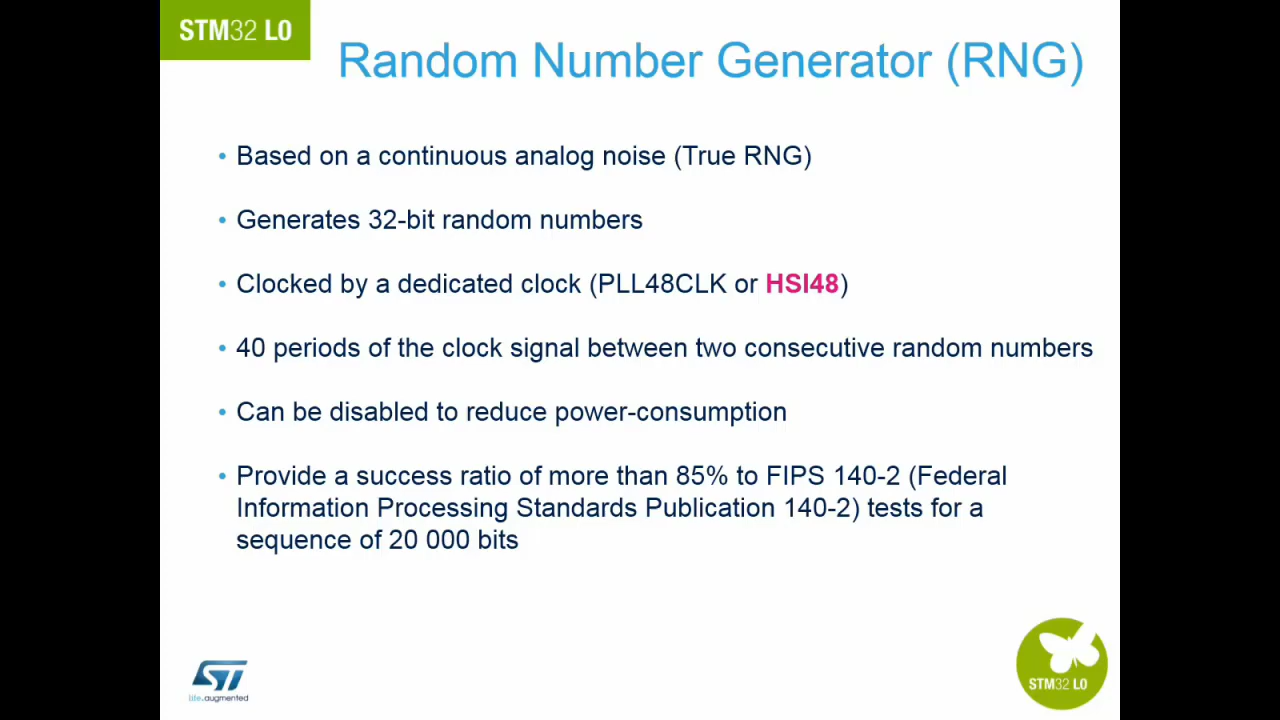 STM32 L0
Random Number Generator (RNG)
• Based on a continuous analog noise (True RNG)
• Generates 32-bit random numbers
• Clocked by a dedicated clock (PLL48CLK or HSI48)
• 40 periods of the clock signal between two consecutive random numbers
• Can be disabled to reduce power-consumption
• Provide a success ratio of more than 85% to FIPS 140-2 (Federal
Information Processing Standards Publication 140-2) tests for a
sequence of 20 000 bits
ST
life.augmented
STM32 L0